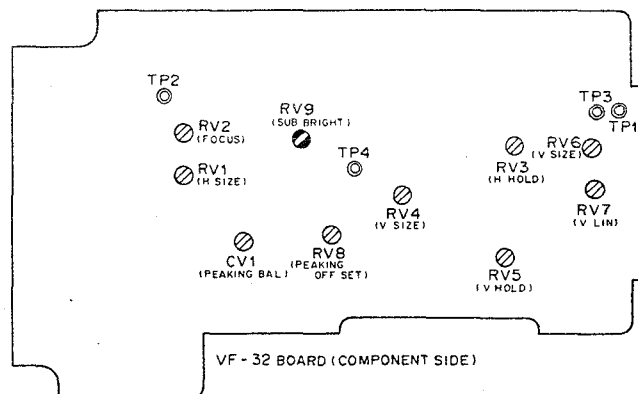 TP2
RV2
(FOCUS)
RV1
(H SIZE)
RV9
(SUB BRIGHT)
TP4
TP3
TP1
RV6
(V SIZE)
RV3
(H HOLD)
RV7
(V LIN)
RV4
(V SIZE)
CV1
(PEAKING BAL)
RV8
(PEAKING
OFF SET)
RV5
(V HOLD)
VF-32 BOARD (COMPONENT SIDE)